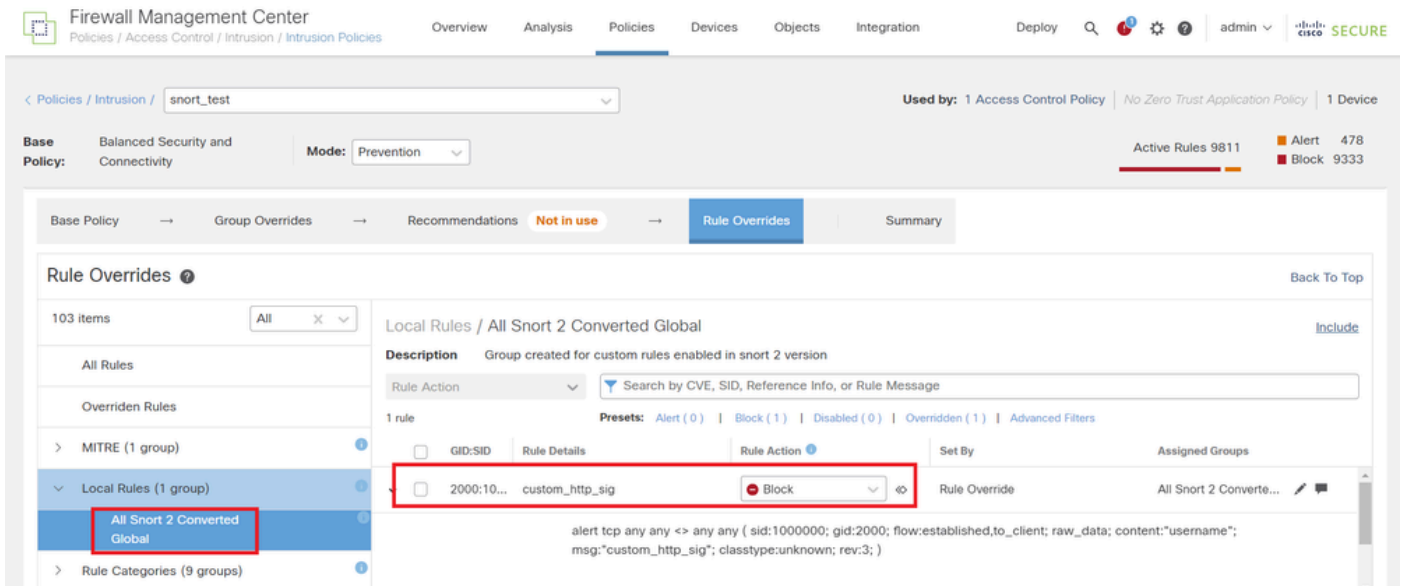 Firewall Management Center
Policies / Access Control / Intrusion / Intrusion Policies
Overview Analysis Policies Devices Objects Integration Deploy 1 admin cisco SECURE
Policies / Intrusion / snort_test
Used by: 1 Access Control Policy | No Zero Trust Application Policy | 1 Device
Base Policy: Balanced Security and Connectivity
Mode: Prevention
Active Rules 9811
Alert 478
Block 9333
Base Policy → Group Overrides → Recommendations Not in use → Rule Overrides Summary
Rule Overrides
Back To Top
103 items All
All Rules
Overriden Rules
MITRE (1 group)
Local Rules (1 group)
All Snort 2 Converted
Global
Rule Categories (9 groups)
Local Rules / All Snort 2 Converted Global
Include
Description Group created for custom rules enabled in snort 2 version
Rule Action Search by CVE, SID, Reference Info, or Rule Message
1 rule Presets: Alert ( 0 ) | Block ( 1 ) | Disabled ( 0 ) | Overridden ( 1 ) | Advanced Filters
GID:SID Rule Details Rule Action Set By Assigned Groups
2000:10... custom_http_sig Block Rule Override All Snort 2 Converte...
alert tcp any any <> any any ( sid:1000000; gid:2000; flow:established,to_client; raw_data; content:"username";
msg:"custom_http_sig"; classtype:unknown; rev:3; )